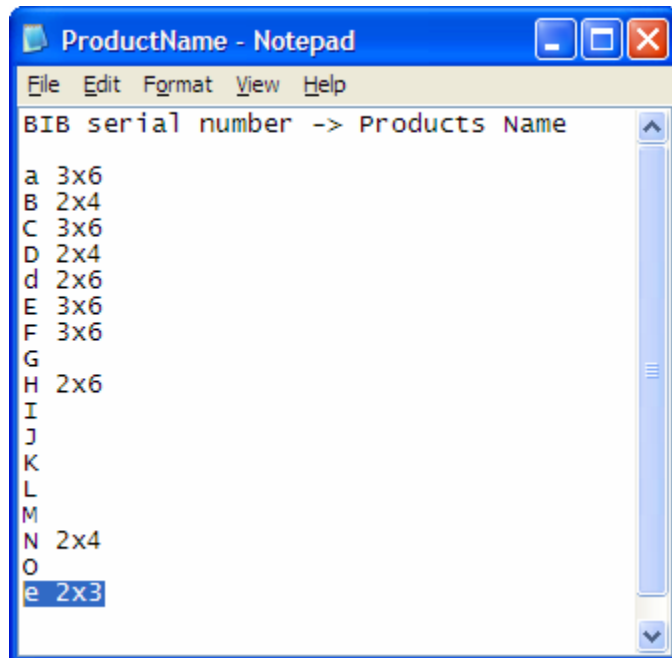 ProductName - Notepad
File Edit Format View Help
BIB serial number -> Products Name
a 3x6
B 2x4
C 3x6
D 2x4
d 2x6
E 3x6
F 3x6
G
H 2x6
I
J
K
L
M
N 2x4
O
e 2x3